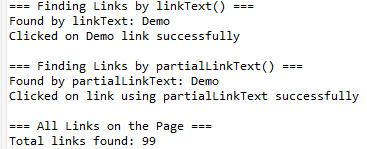 === Finding Links by linkText() ===
Found by linkText: Demo
Clicked on Demo link successfully

=== Finding Links by partialLinkText() ===
Found by partialLinkText: Demo
Clicked on link using partialLinkText successfully

=== All Links on the Page ===
Total links found: 99